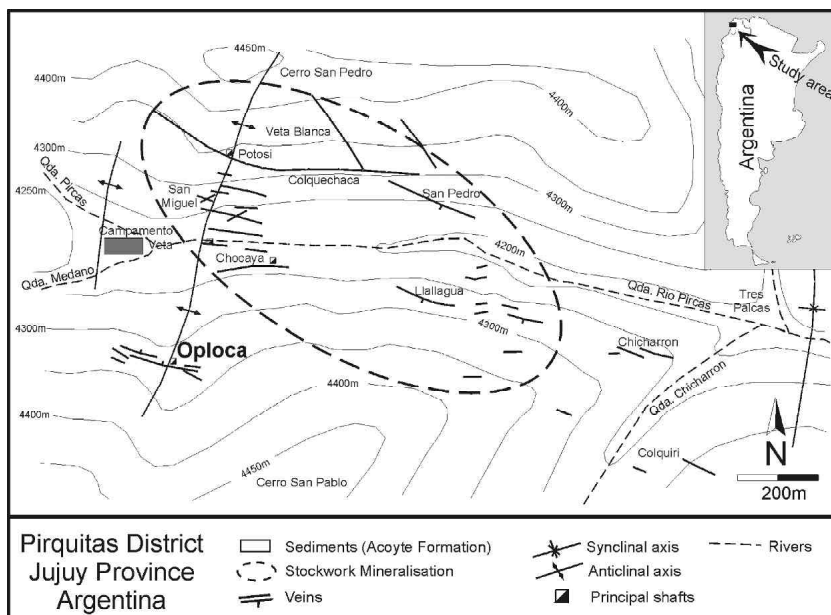 4450m
4400m
Cerro San Pedro
4400m
Study area
Argentina
Veta Blanca
4300m
Potosi
4250m
Qda. Pircas
Colquechaca
San
Miguel
San Pedro
4300m
Campamento
Veta
4200m
Chocaya
Qda. Medano
Qda. Rio Pircas
Tres
Palcas
Llallagua
4300m
4300m
Oploca
Chicharron
4400m
Qda. Chicharron
4400m
4450m
Cerro San Pablo
Colquiri
N
200m
Pirquitas District
Jujuy Province
Argentina
Sediments (Acoyte Formation)
Stockwork Mineralisation
Veins
Synclinal axis
Anticlinal axis
Principal shafts
Rivers